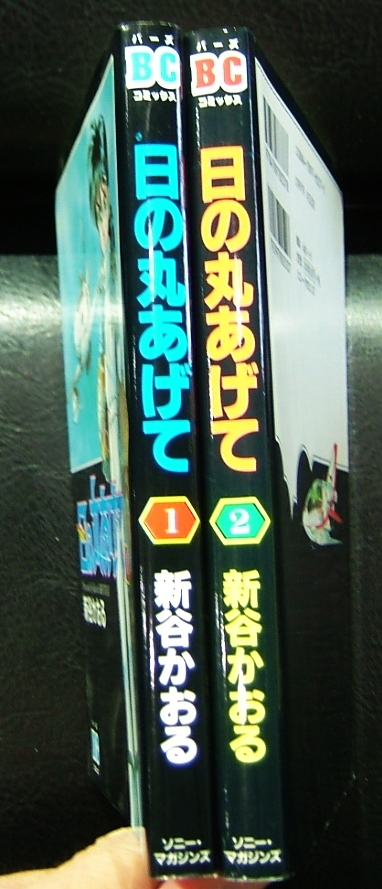 バーズ
BC
コミックス
日の丸あげて
1
新谷かおる
ソニー・
マガジンズ
バーズ
BC
コミックス
日の丸あげて
2
新谷かおる
ソニー・
マガジンズ